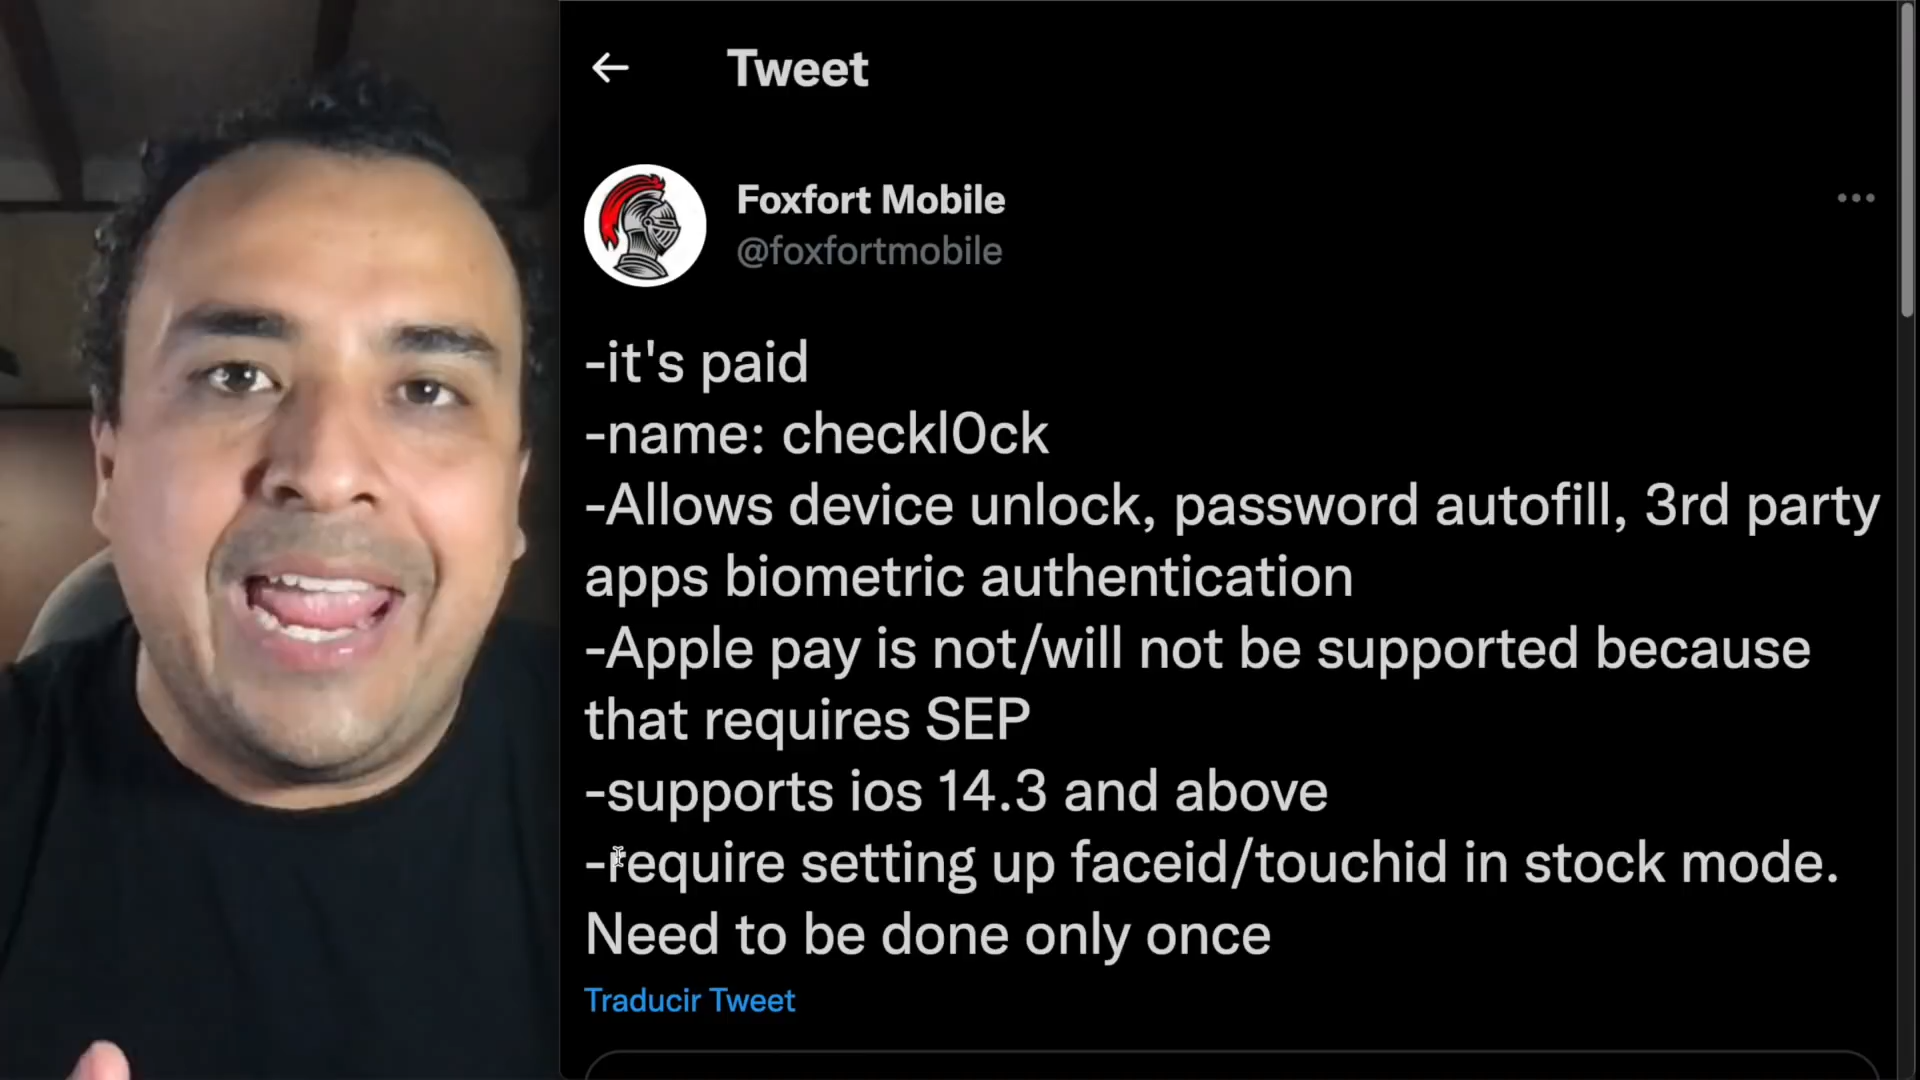 Tweet
Foxfort Mobile
@foxfortmobile
-it's paid
-name: checkl0ck
-Allows device unlock, password autofill, 3rd party
apps biometric authentication
-Apple pay is not/will not be supported because
that requires SEP
-supports ios 14.3 and above
-require setting up faceid/touchid in stock mode.
Need to be done only once
Traducir Tweet